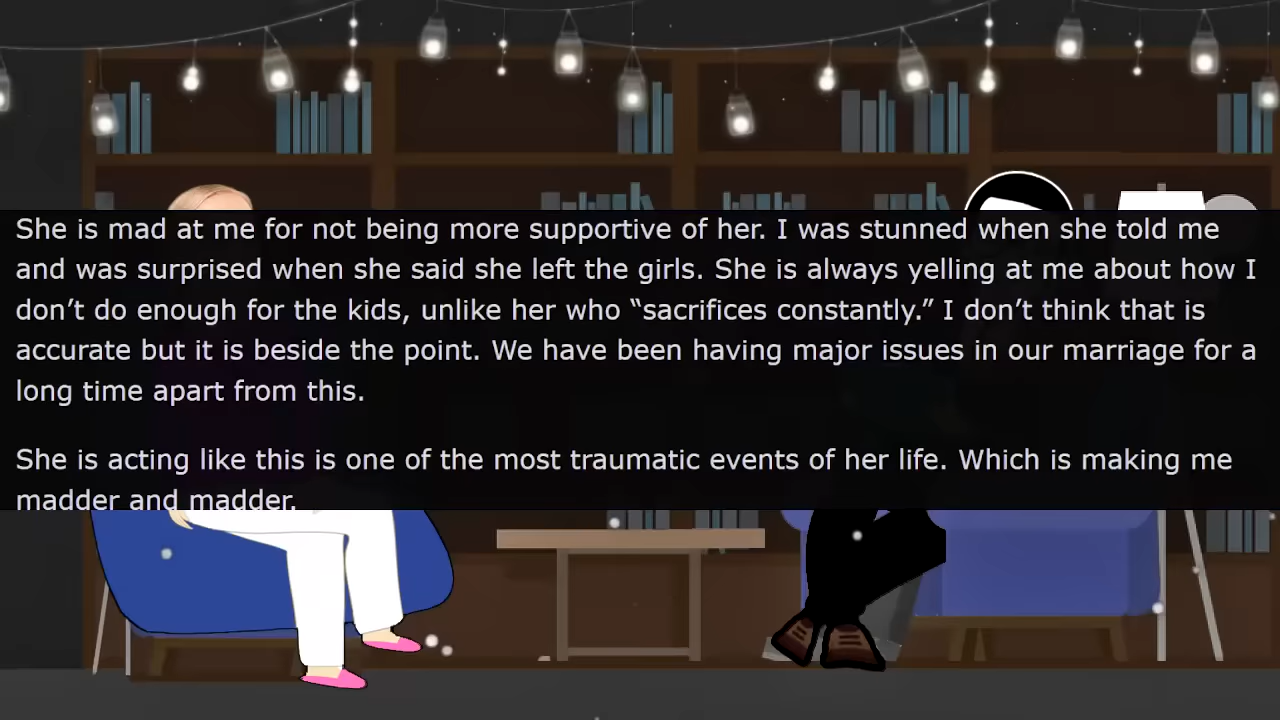 She is mad at me for not being more supportive of her. I was stunned when she told me
and was surprised when she said she left the girls. She is always yelling at me about how I
don’t do enough for the kids, unlike her who “sacrifices constantly.” I don’t think that is
accurate but it is beside the point. We have been having major issues in our marriage for a
long time apart from this.
She is acting like this is one of the most traumatic events of her life. Which is making me
madder and madder.